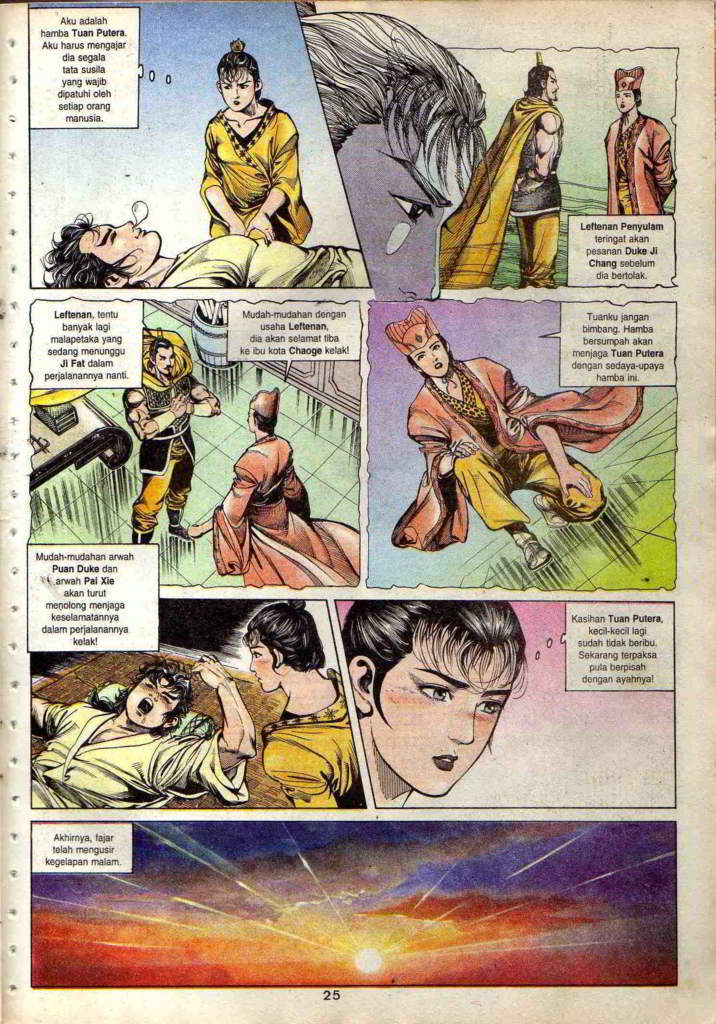 Aku adalah
hamba Tuan Putera.
Aku harus mengajar
dia segala
tata susila
yang wajib
dipatuhi oleh
setiap orang
manusia.
Leftenan Penyulam
teringat akan
pesanan Duke Ji
Chang sebelum
dia bertolak.
Leftenan, tentu
banyak lagi
malapetaka yang
sedang menunggu
Ji Fat dalam
perjalanannya nanti.
Mudah-mudahan dengan
usaha Leftenan,
dia akan selamat tiba
ke ibu kota Chaoge kelak!
Tuanku jangan
bimbang. Hamba
bersumpah akan
menjaga Tuan Putera
dengan sedaya-upaya
hamba ini.
Mudah-mudahan arwah
Puan Duke dan
arwah Pai Xie
akan turut
menolong menjaga
keselamatannya
dalam perjalanannya
kelak!
Kasihan Tuan Putera,
kecil-kecil lagi
sudah tidak beribu.
Sekarang terpaksa
pula berpisah
dengan ayahnya!
Akhirnya, fajar
telah mengusir
kegelapan malam.
25